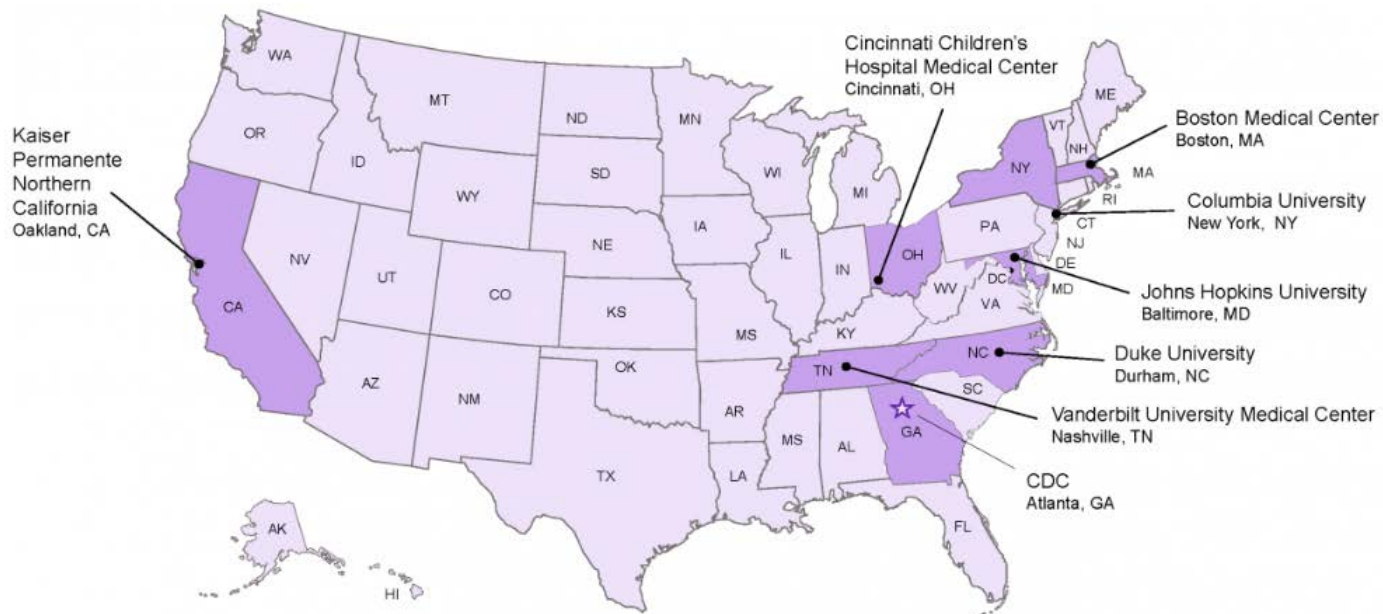 Cincinnati Children's
Hospital Medical Center
Cincinnati, OH
Kaiser
Permanente
Northern
California
Oakland, CA
Boston Medical Center
Boston, MA
Columbia University
New York, NY
Johns Hopkins University
Baltimore, MD
Duke University
Durham, NC
Vanderbilt University Medical Center
Nashville, TN
CDC
Atlanta, GA
WA
OR
ID
MT
ND
MN
SD
WY
NE
IA
WI
MI
NV
UT
CO
KS
MS
IL
IN
OH
CA
AZ
NM
OK
AR
TX
LA
MS
AL
GA
FL
SC
NC
TN
KY
WV
VA
DC
MD
DE
NJ
PA
NY
CT
RI
MA
VT
NH
ME
AK
HI